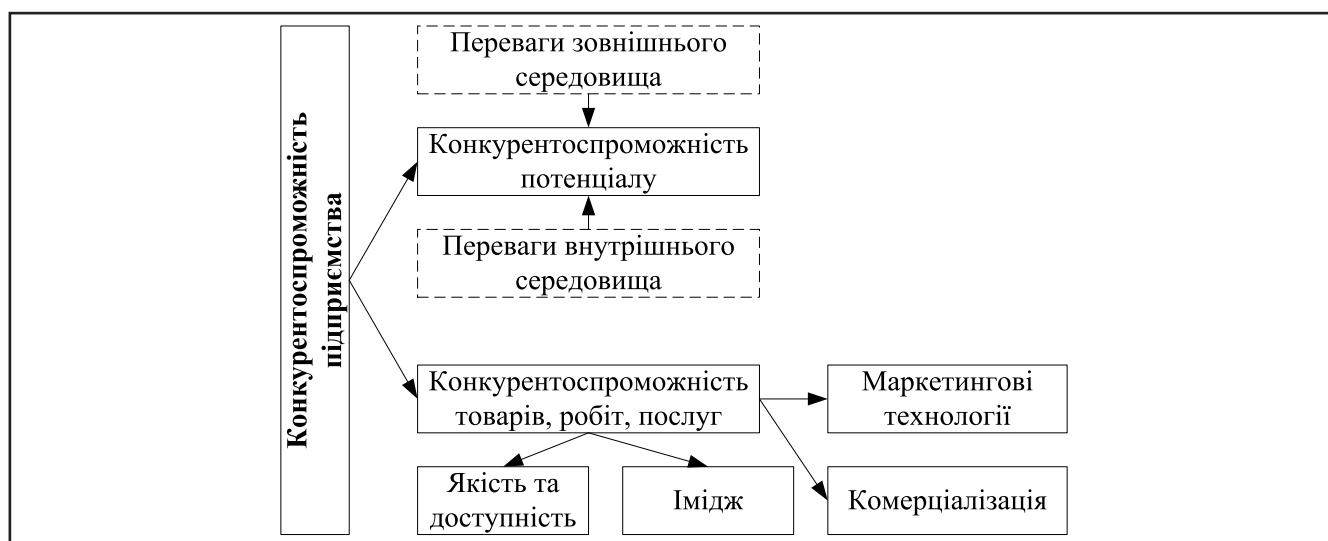 Конкурентоспроможність
підприємства
Переваги зовнішнього
середовища
Конкурентоспроможність
потенціалу
Переваги внутрішнього
середовища
Конкурентоспроможність
товарів, робіт, послуг
Маркетингові
технології
Якість та
доступність
Імідж
Комерціалізація